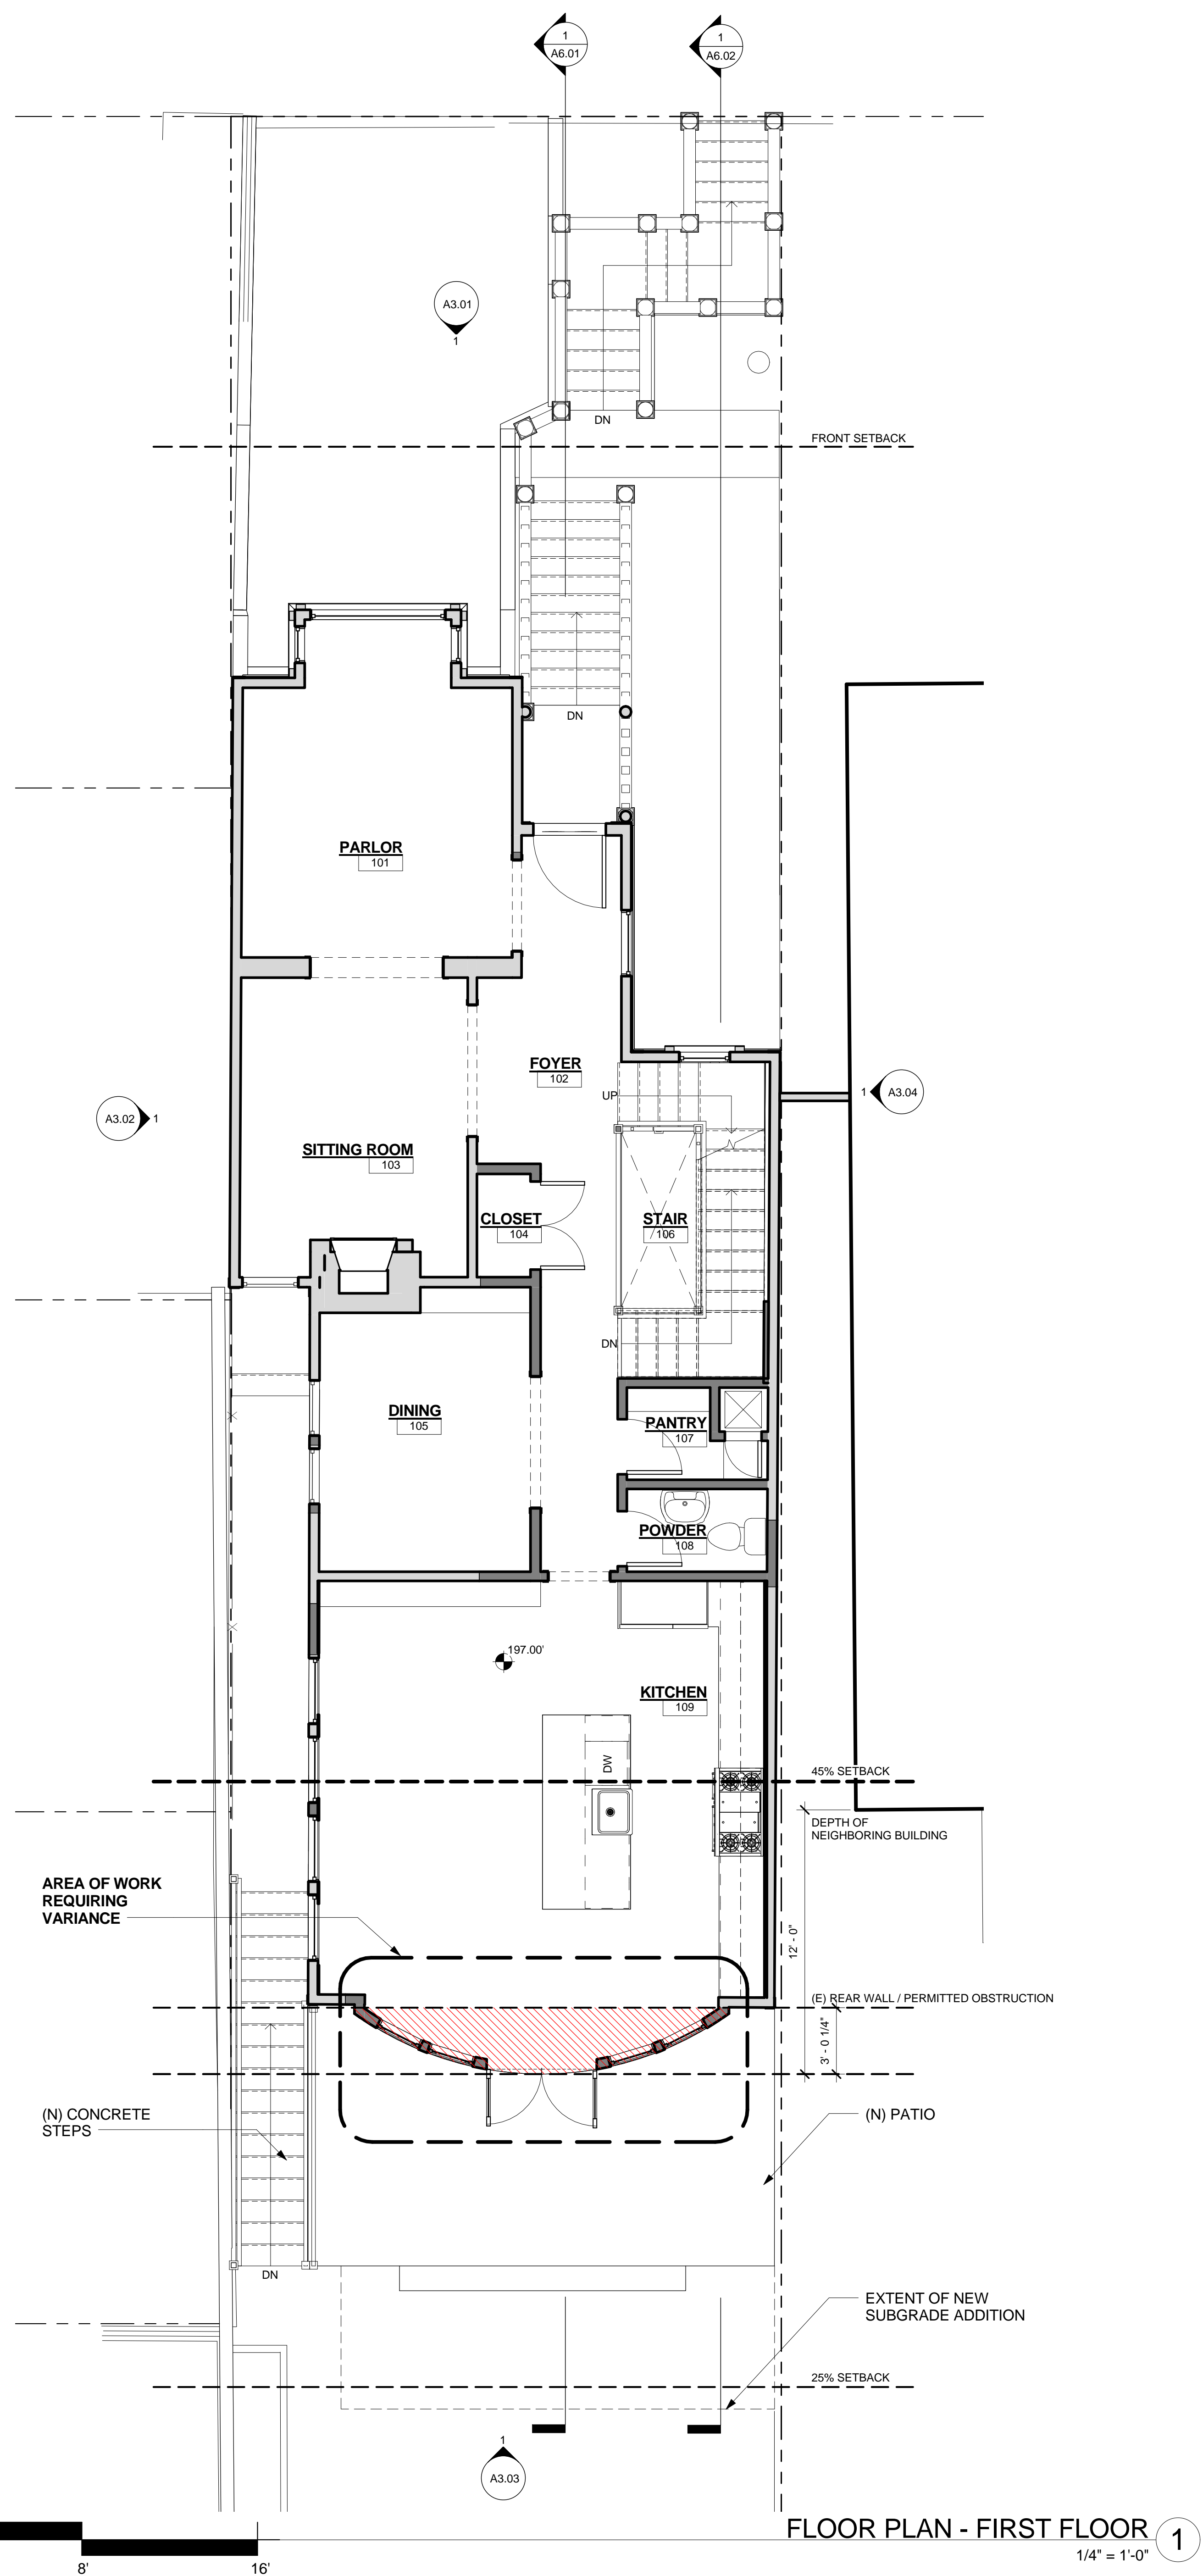 1
A6.01
1
A6.02
A3.01
1
DN
FRONT SETBACK
DN
PARLOR
101
FOYER
102
UP
A3.02
1
1
A3.04
SITTING ROOM
103
CLOSET
104
STAIR
106
DN
DINING
105
PANTRY
107
POWDER
108
197.00'
KITCHEN
109
DW
45% SETBACK
DEPTH OF
NEIGHBORING BUILDING
AREA OF WORK
REQUIRING
VARIANCE
12' - 0"
(E) REAR WALL / PERMITTED OBSTRUCTION
3' - 0 1/4"
(N) CONCRETE
STEPS
(N) PATIO
DN
EXTENT OF NEW
SUBGRADE ADDITION
25% SETBACK
1
A3.03
FLOOR PLAN - FIRST FLOOR
1
1/4" = 1'-0"
8'
16'